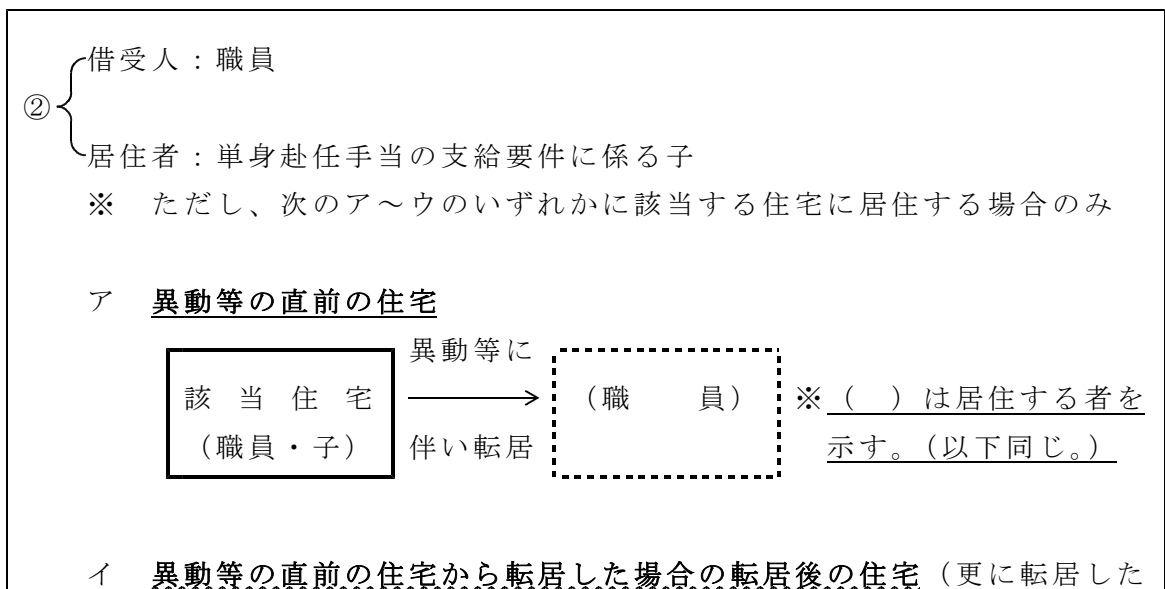 借受人：職員
②
居住者：単身赴任手当の支給要件に係る子
※　ただし、次のア～ウのいずれかに該当する住宅に居住する場合のみ
ア　異動等の直前の住宅
異動等に
該当住宅　（職　員）　※（　）は居住する者を
（職員・子）　伴い転居　示す。（以下同じ。）
イ　異動等の直前の住宅から転居した場合の転居後の住宅（更に転居した